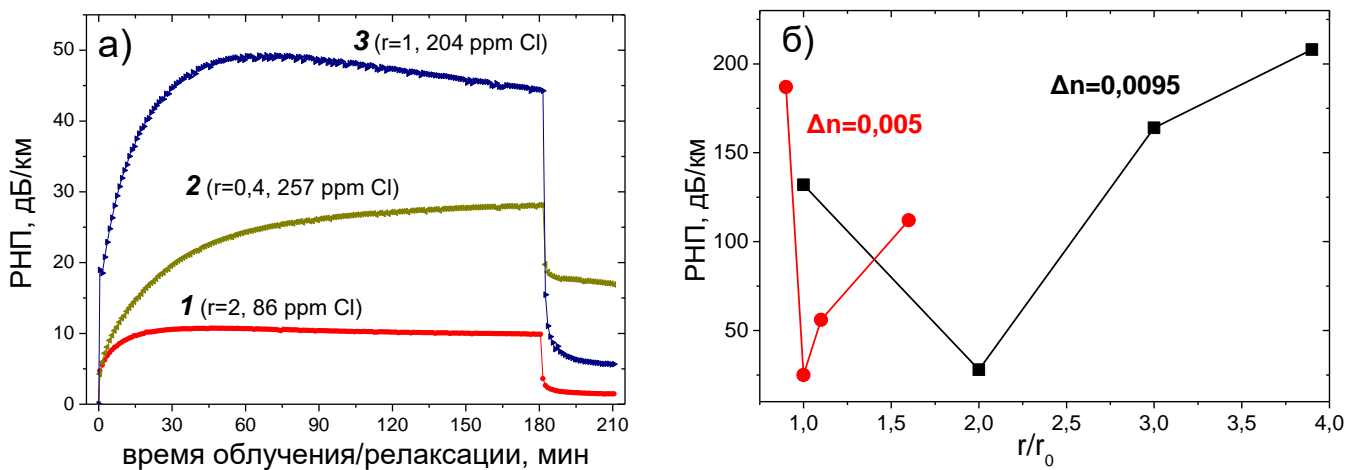 а)
3 (r=1, 204 ppm Cl)
2 (r=0,4, 257 ppm Cl)
1 (r=2, 86 ppm Cl)
РНП, дБ/км
50
40
30
20
10
0
0 30 60 90 120 150 180 210
время облучения/релаксации, мин
б)
Δn=0,0095
Δn=0,005
РНП, дБ/км
200
150
100
50
1,0 1,5 2,0 2,5 3,0 3,5 4,0
r/r0